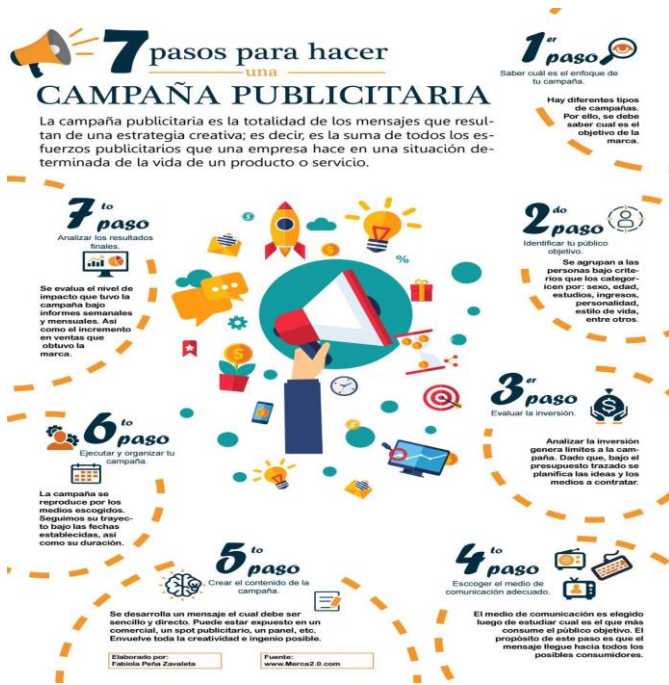 7 pasos para hacer
una
CAMPAÑA PUBLICITARIA
La campaña publicitaria es la totalidad de los mensajes que resul-
tan de una estrategia creativa; es decir, es la suma de todos los es-
fuerzos publicitarios que una empresa hace en una situación de-
terminada de la vida de un producto o servicio.
1er paso
Saber cuál es el enfoque de
tu campaña.
Hay diferentes tipos
de campañas.
Por ello, se debe
saber cual es el
objetivo de la
marca.
2do paso
Identificar tu público
objetivo.
Se agrupan a las
personas bajo crite-
rios que los categor-
icen por: sexo, edad,
estudios, ingresos,
personalidad,
estilo de vida,
entre otros.
3er paso
Evaluar la inversión.
Analizar la inversión
genera límites a la cam-
paña. Dado que, bajo el
presupuesto trazado se
planifica las ideas y los
medios a contratar.
4to paso
Escoger el medio de
comunicación adecuado.
El medio de comunicación es elegido
luego de estudiar cual es el que más
consume el público objetivo. El
propósito de este paso es que el
mensaje llegue hacia todos los
posibles consumidores.
5to paso
Crear el contenido de la
campaña.
Se desarrolla un mensaje el cual debe ser
sencillo y directo. Puede estar expuesto en un
comercial, un spot publicitario, un panel, etc.
Envuelve toda la creatividad e ingenio posible.
6to paso
Ejecutar y organizar tu
campaña.
La campaña se
reproduce por los
medios escogidos.
Seguimos su trayec-
to bajo las fechas
establecidas, así
como su duración.
7to paso
Analizar los resultados
finales.
Se evalua el nivel de
impacto que tuvo la
campaña bajo
informes semanales
y mensuales. Asi
como el incremento
en ventas que
obtuvo la
marca.
%
Elaborado por:
Fabiola Peña Zavaleta
Fuente:
www.Merca2.0.com